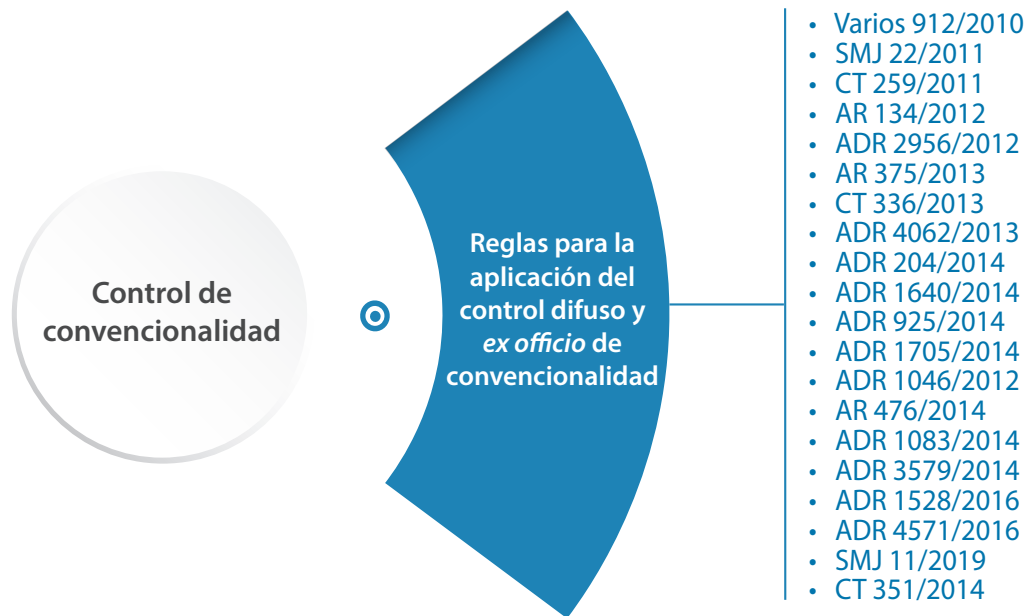 Control de
convencionalidad
Reglas para la
aplicación del
control difuso y
ex officio de
convencionalidad
• Varios 912/2010
• SMJ 22/2011
• CT 259/2011
• AR 134/2012
• ADR 2956/2012
• AR 375/2013
• CT 336/2013
• ADR 4062/2013
• ADR 204/2014
• ADR 1640/2014
• ADR 925/2014
• ADR 1705/2014
• ADR 1046/2012
• AR 476/2014
• ADR 1083/2014
• ADR 3579/2014
• ADR 1528/2016
• ADR 4571/2016
• SMJ 11/2019
• CT 351/2014